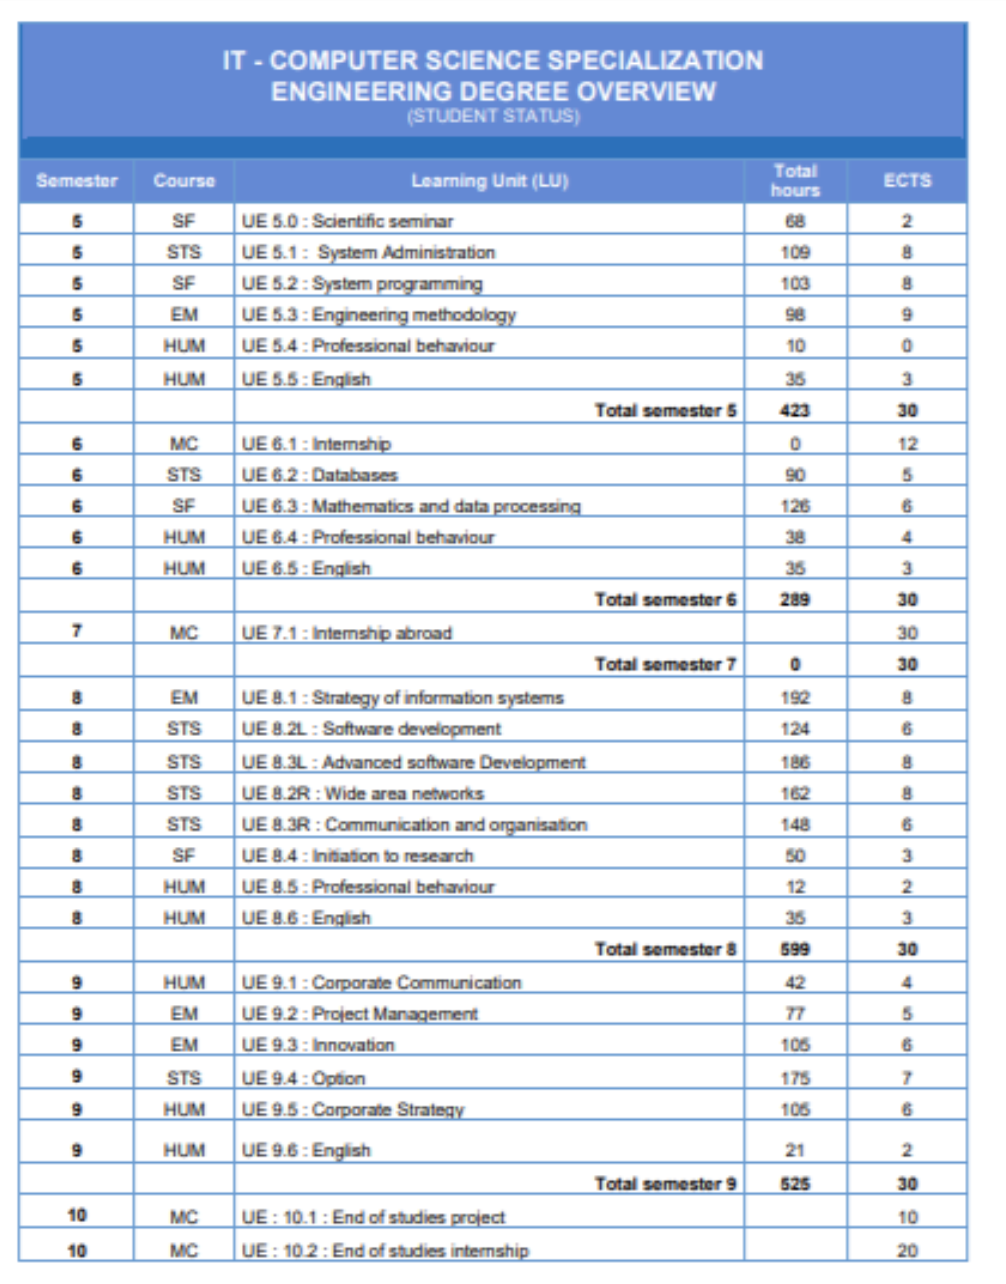 IT - COMPUTER SCIENCE SPECIALIZATION
ENGINEERING DEGREE OVERVIEW
(STUDENT STATUS)
Semester Course Learning Unit (LU) Total hours ECTS
5 SF UE 5.0 : Scientific seminar 68 2
5 STS UE 5.1 : System Administration 109 8
5 SF UE 5.2 : System programming 103 8
5 EM UE 5.3 : Engineering methodology 98 9
5 HUM UE 5.4 : Professional behaviour 10 0
5 HUM UE 5.5 : English 35 3
Total semester 5 423 30
6 MC UE 6.1 : Internship 0 12
6 STS UE 6.2 : Databases 90 5
6 SF UE 6.3 : Mathematics and data processing 126 6
6 HUM UE 6.4 : Professional behaviour 38 4
6 HUM UE 6.5 : English 35 3
Total semester 6 289 30
7 MC UE 7.1 : Internship abroad 30
Total semester 7 0 30
8 EM UE 8.1 : Strategy of information systems 192 8
8 STS UE 8.2L : Software development 124 6
8 STS UE 8.3L : Advanced software Development 186 8
8 STS UE 8.2R : Wide area networks 162 8
8 STS UE 8.3R : Communication and organisation 148 6
8 SF UE 8.4 : Initiation to research 50 3
8 HUM UE 8.5 : Professional behaviour 12 2
8 HUM UE 8.6 : English 35 3
Total semester 8 599 30
9 HUM UE 9.1 : Corporate Communication 42 4
9 EM UE 9.2 : Project Management 77 5
9 EM UE 9.3 : Innovation 105 6
9 STS UE 9.4 : Option 175 7
9 HUM UE 9.5 : Corporate Strategy 105 6
9 HUM UE 9.6 : English 21 2
Total semester 9 525 30
10 MC UE : 10.1 : End of studies project 10
10 MC UE : 10.2 : End of studies internship 20